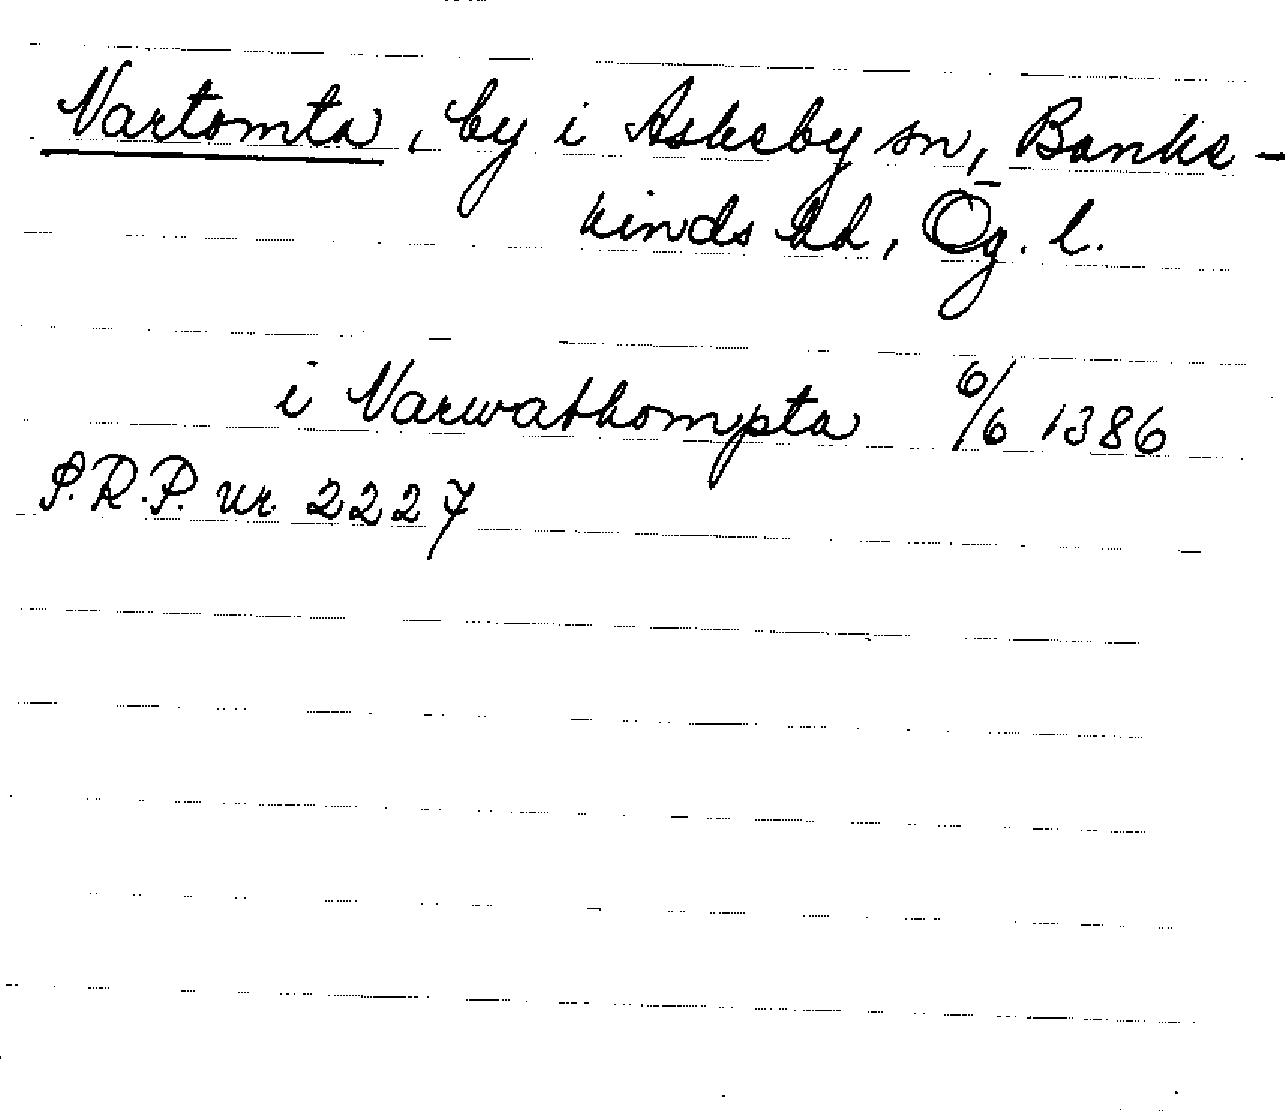 Vartomta, by i Askeby sn, Banke-
kinds hd, Ög. l.
i Varwathompta 6/6 1386
P.R.P. nr. 2227